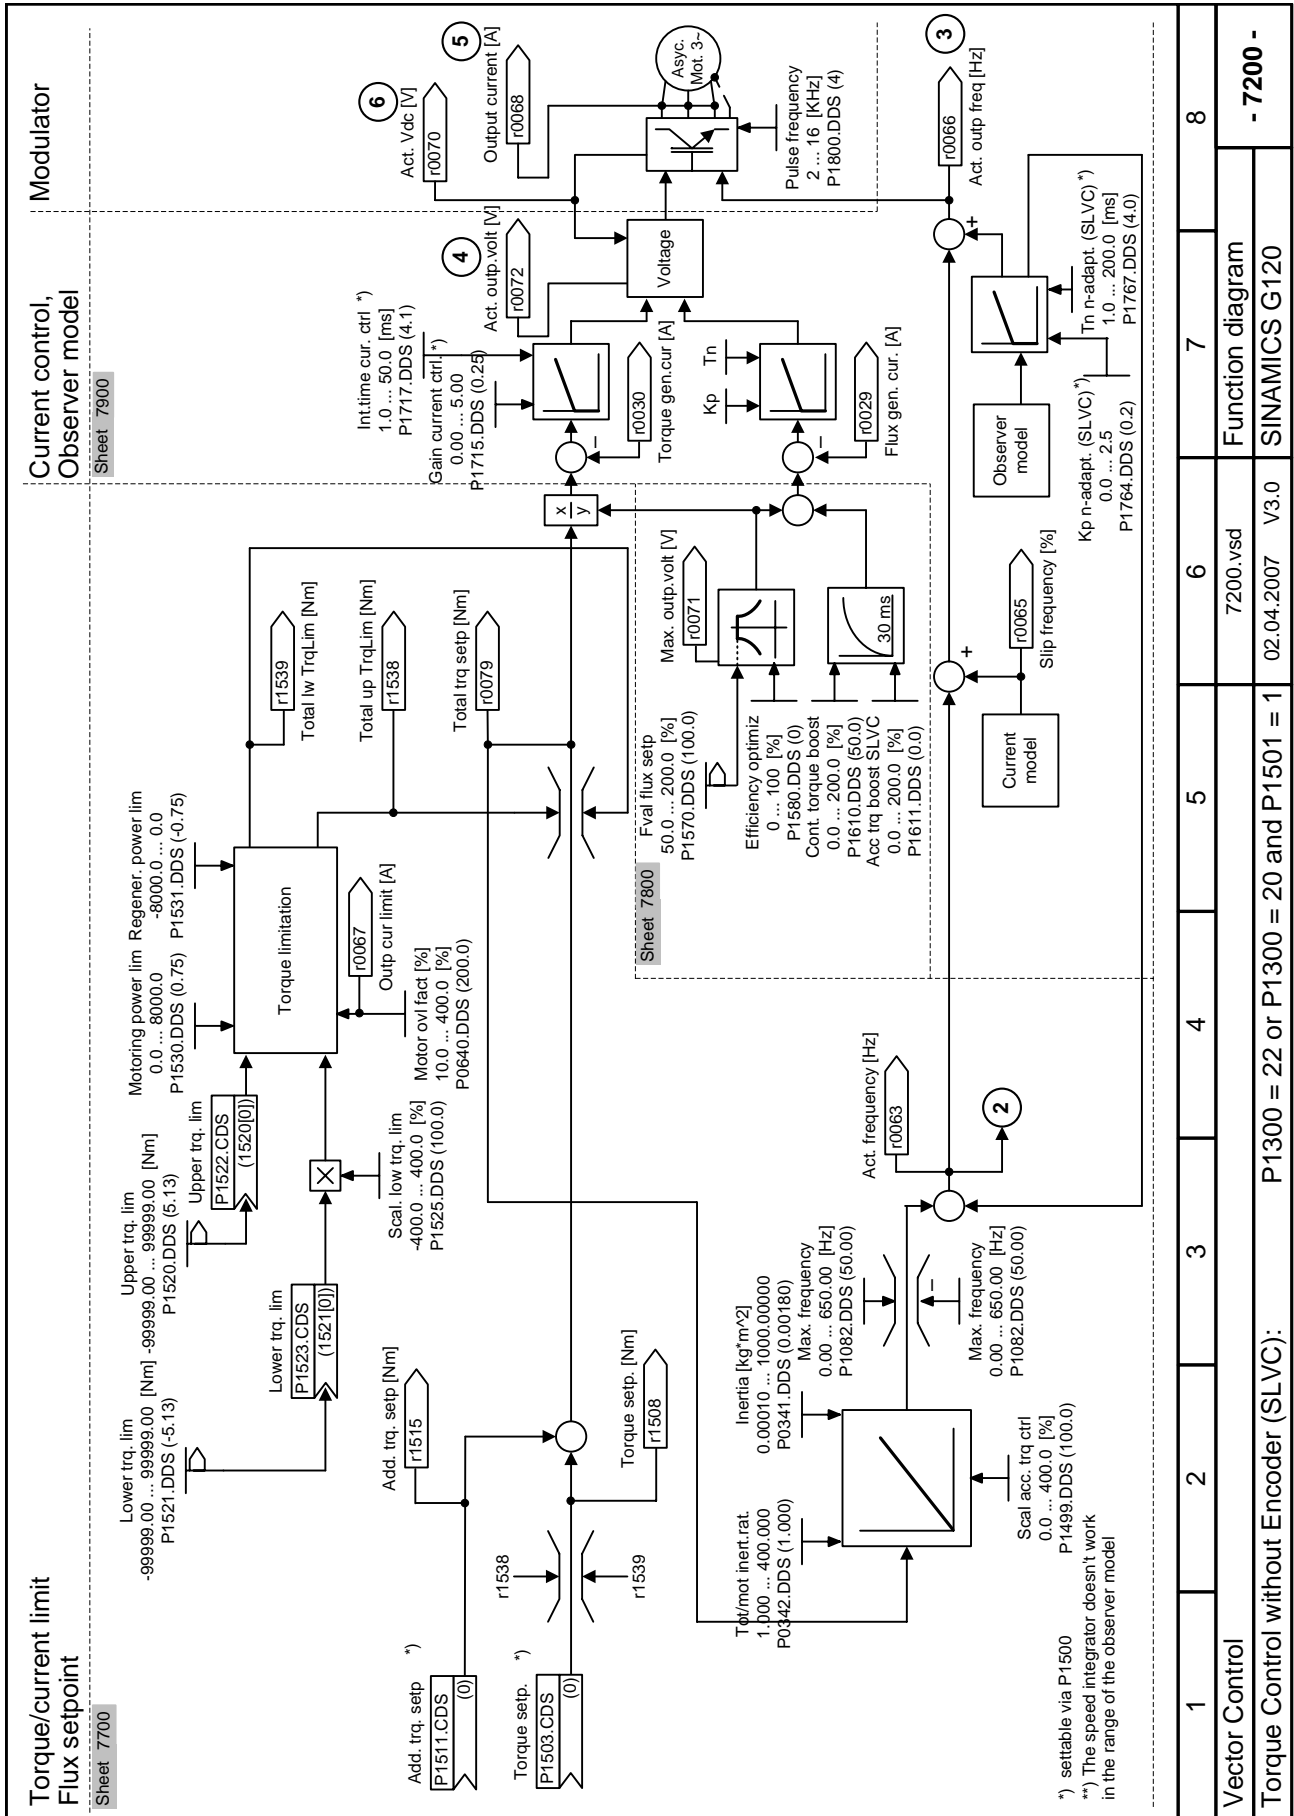 Torque/current limit
Flux setpoint
Sheet 7700
Current control,
Observer model
Sheet 7900
Modulator
Lower trq. lim
-99999.00 ... 99999.00 [Nm]
P1521.DDS (-5.13)
Upper trq. lim
-99999.00 ... 99999.00 [Nm]
P1520.DDS (5.13)
Lower trq. lim
P1523.CDS
(1521[0])
Upper trq. lim
P1522.CDS
(1520[0])
Scal. low trq. lim
-400.0 ... 400.0 [%]
P1525.DDS (100.0)
Motoring power lim
0.0 ... 8000.0
P1530.DDS (0.75)
Regener. power lim
-8000.0 ... 0.0
P1531.DDS (-0.75)
Torque limitation
r0067
Outp cur limit [A]
Motor ovl fact [%]
10.0 ... 400.0 [%]
P0640.DDS (200.0)
r1539
Total lw TrqLim [Nm]
r1538
Total up TrqLim [Nm]
Total trq setp [Nm]
r0079
Add. trq. setp *)
P1511.CDS
(0)
Torque setp. *)
P1503.CDS
(0)
r1538
r1539
Add. trq. setp [Nm]
r1515
Torque setp. [Nm]
r1508
x
y
Int.time cur. ctrl *)
1.0 ... 50.0 [ms]
P1717.DDS (4.1)
Gain current ctrl. *)
0.00 ... 5.00
P1715.DDS (0.25)
r0030
Torque gen.cur [A]
–
Kp
Tn
r0029
Flux gen. cur. [A]
–
4
Act. outp.volt [V]
r0072
Voltage
6
Act. Vdc [V]
r0070
5
Output current [A]
r0068
Asyc.
Mot. 3~
Pulse frequency
2 ... 16 [KHz]
P1800.DDS (4)
Sheet 7800
Fval flux setp
50.0 ... 200.0 [%]
P1570.DDS (100.0)
Efficiency optimiz
0 ... 100 [%]
P1580.DDS (0)
Cont. torque boost
0.0 ... 200.0 [%]
P1610.DDS (50.0)
Acc trq boost SLVC
0.0 ... 200.0 [%]
P1611.DDS (0.0)
Max. outp.volt [V]
r0071
30 ms
Tot/mot inert.rat.
1.000 ... 400.000
P0342.DDS (1.000)
Inertia [kg*m^2]
0.00010 ... 1000.00000
P0341.DDS (0.00180)
Scal acc. trq ctrl
0.0 ... 400.0 [%]
P1499.DDS (100.0)
Max. frequency
0.00 ... 650.00 [Hz]
P1082.DDS (50.00)
–
Max. frequency
0.00 ... 650.00 [Hz]
P1082.DDS (50.00)
Act. frequency [Hz]
r0063
2
Current
model
+
r0065
Slip frequency [%]
Observer
model
Kp n-adapt. (SLVC) *)
0.0 ... 2.5
P1764.DDS (0.2)
Tn n-adapt. (SLVC) *)
1.0 ... 200.0 [ms]
P1767.DDS (4.0)
+
3
r0066
Act. outp freq [Hz]
*) settable via P1500
**) The speed integrator doesn't work
in the range of the observer model
1 2 3 4 5 6 7 8
Vector Control
7200.vsd
Function diagram
- 7200 -
Torque Control without Encoder (SLVC):
P1300 = 22 or P1300 = 20 and P1501 = 1
02.04.2007 V3.0
SINAMICS G120